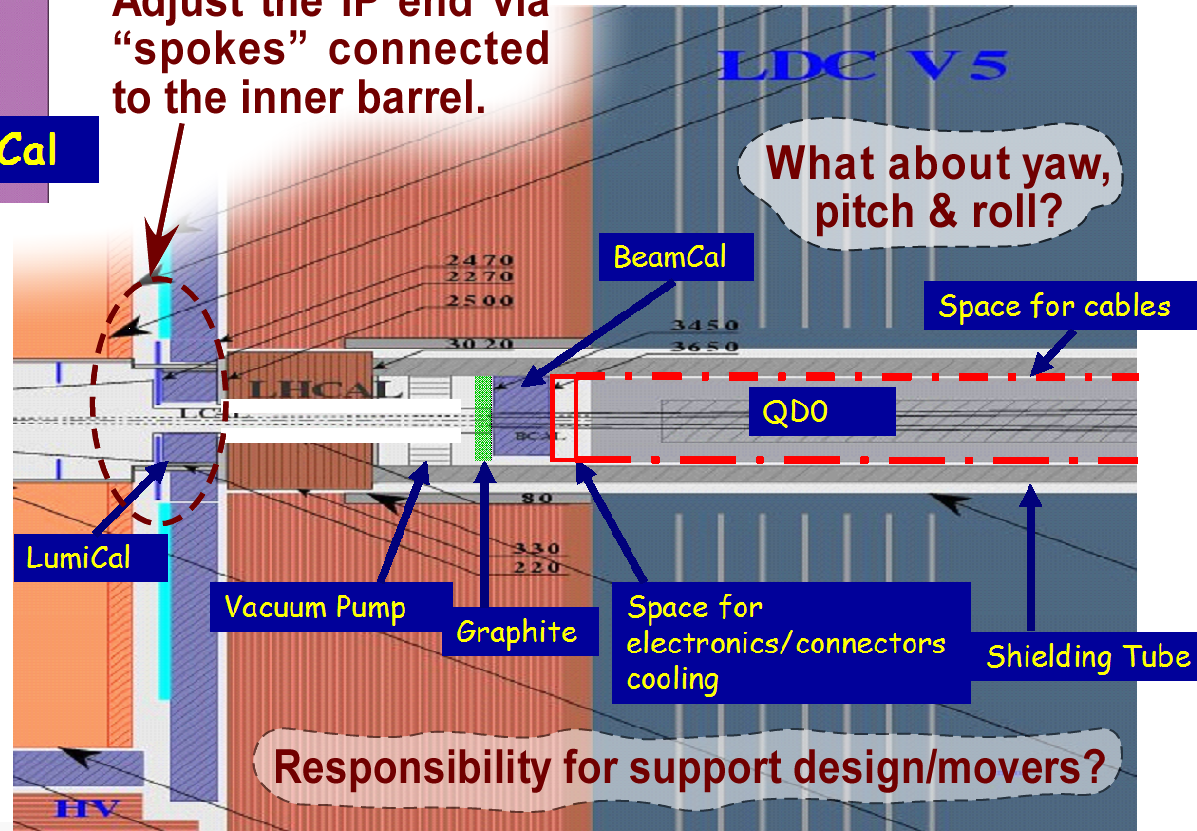 Adjust the IP end via
“spokes” connected
to the inner barrel.
LDC V5
Cal
What about yaw,
pitch & roll?
BeamCal
2470
2270
2500
Space for cables
3450
3020
3650
LHCAL
QD0
BCAL
80
LumiCal
330
220
Vacuum Pump
Graphite
Space for
electronics/connectors
cooling
Shielding Tube
Responsibility for support design/movers?
HV